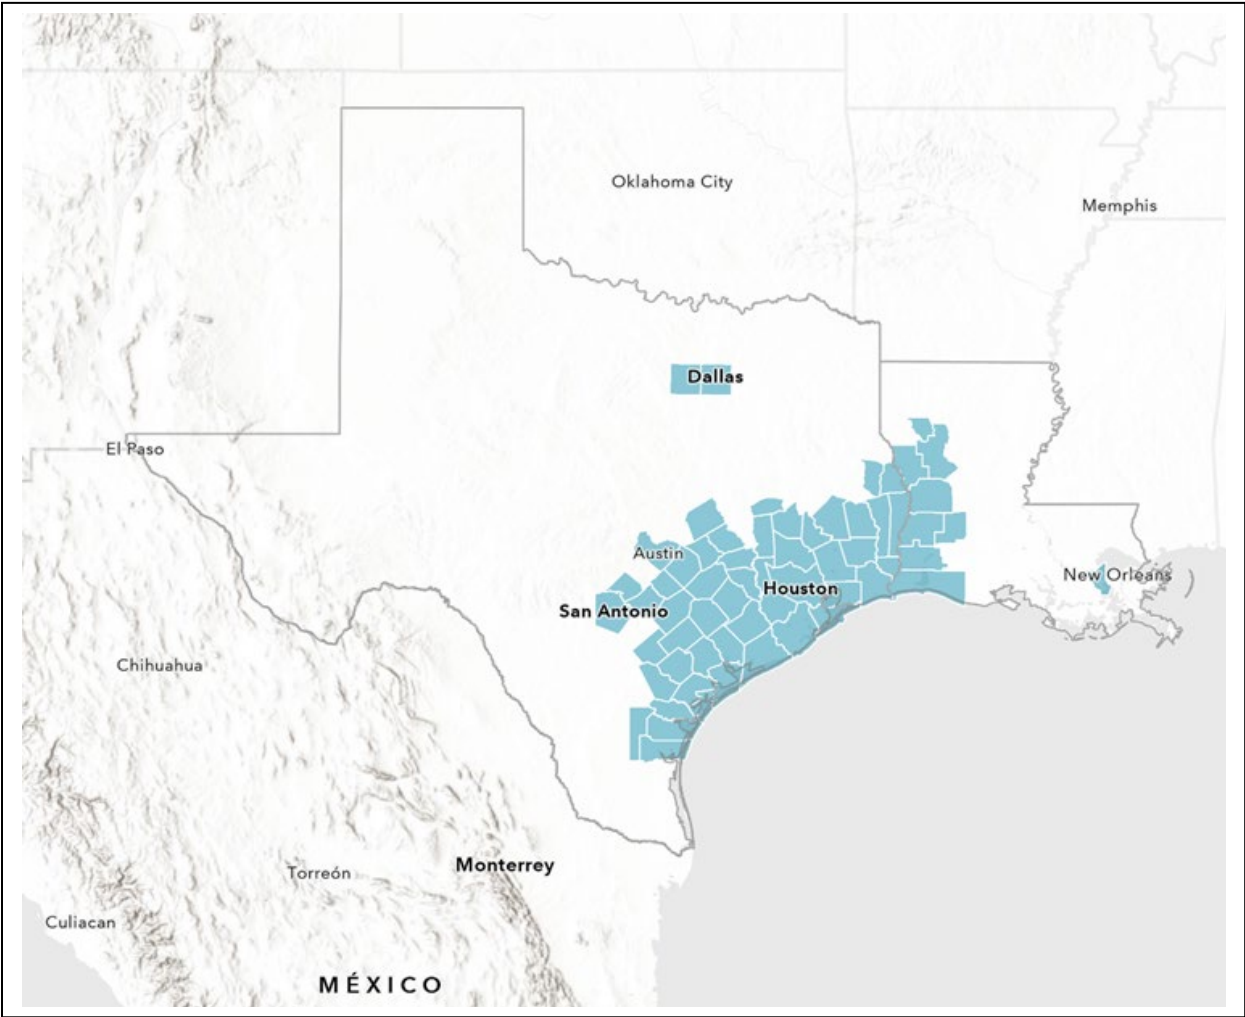 Oklahoma City
Memphis
Dallas
El Paso
Austin
New Orleans
Houston
San Antonio
Chihuahua
Monterrey
Torreón
Culiacan
MÉXICO